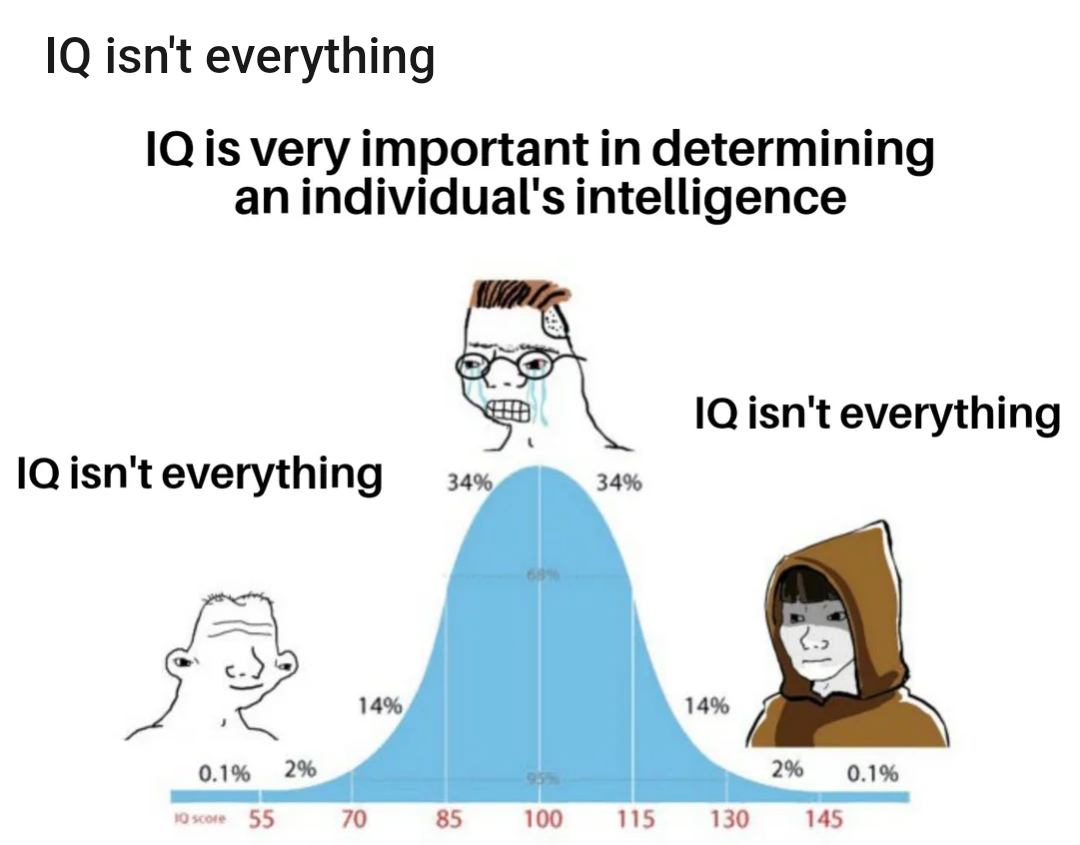 IQ isn't everything
IQ is very important in determining
an individual's intelligence
IQ isn't everything
IQ isn't everything
34%
34%
68%
14%
14%
0.1%
2%
95%
2%
0.1%
IQ score 55 70 85 100 115 130 145